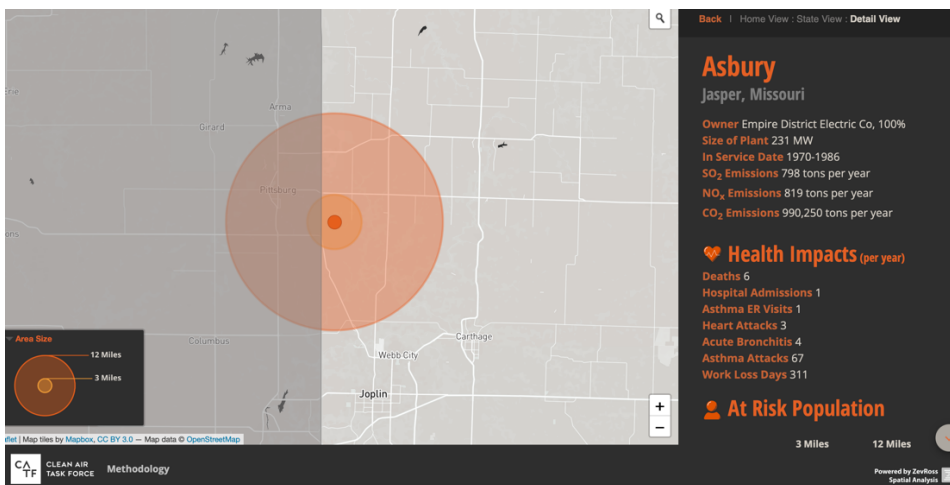 Back | Home View : State View : Detail View
Asbury
Jasper, Missouri
Owner Empire District Electric Co, 100%
Size of Plant 231 MW
In Service Date 1970-1986
SO2 Emissions 798 tons per year
NOx Emissions 819 tons per year
CO2 Emissions 990,250 tons per year
Health Impacts (per year)
Deaths 6
Hospital Admissions 1
Asthma ER Visits 1
Heart Attacks 3
Acute Bronchitis 4
Asthma Attacks 67
Work Loss Days 311
At Risk Population
3 Miles 12 Miles
Erie
Arma
Girard
Pittsburg
ons
Columbus
Carthage
Webb City
Joplin
Area Size
12 Miles
3 Miles
+
−
aflet | Map tiles by Mapbox, CC BY 3.0 — Map data © OpenStreetMap
CATF
CLEAN AIR
TASK FORCE
Methodology
Powered by ZevRoss
Spatial Analysis